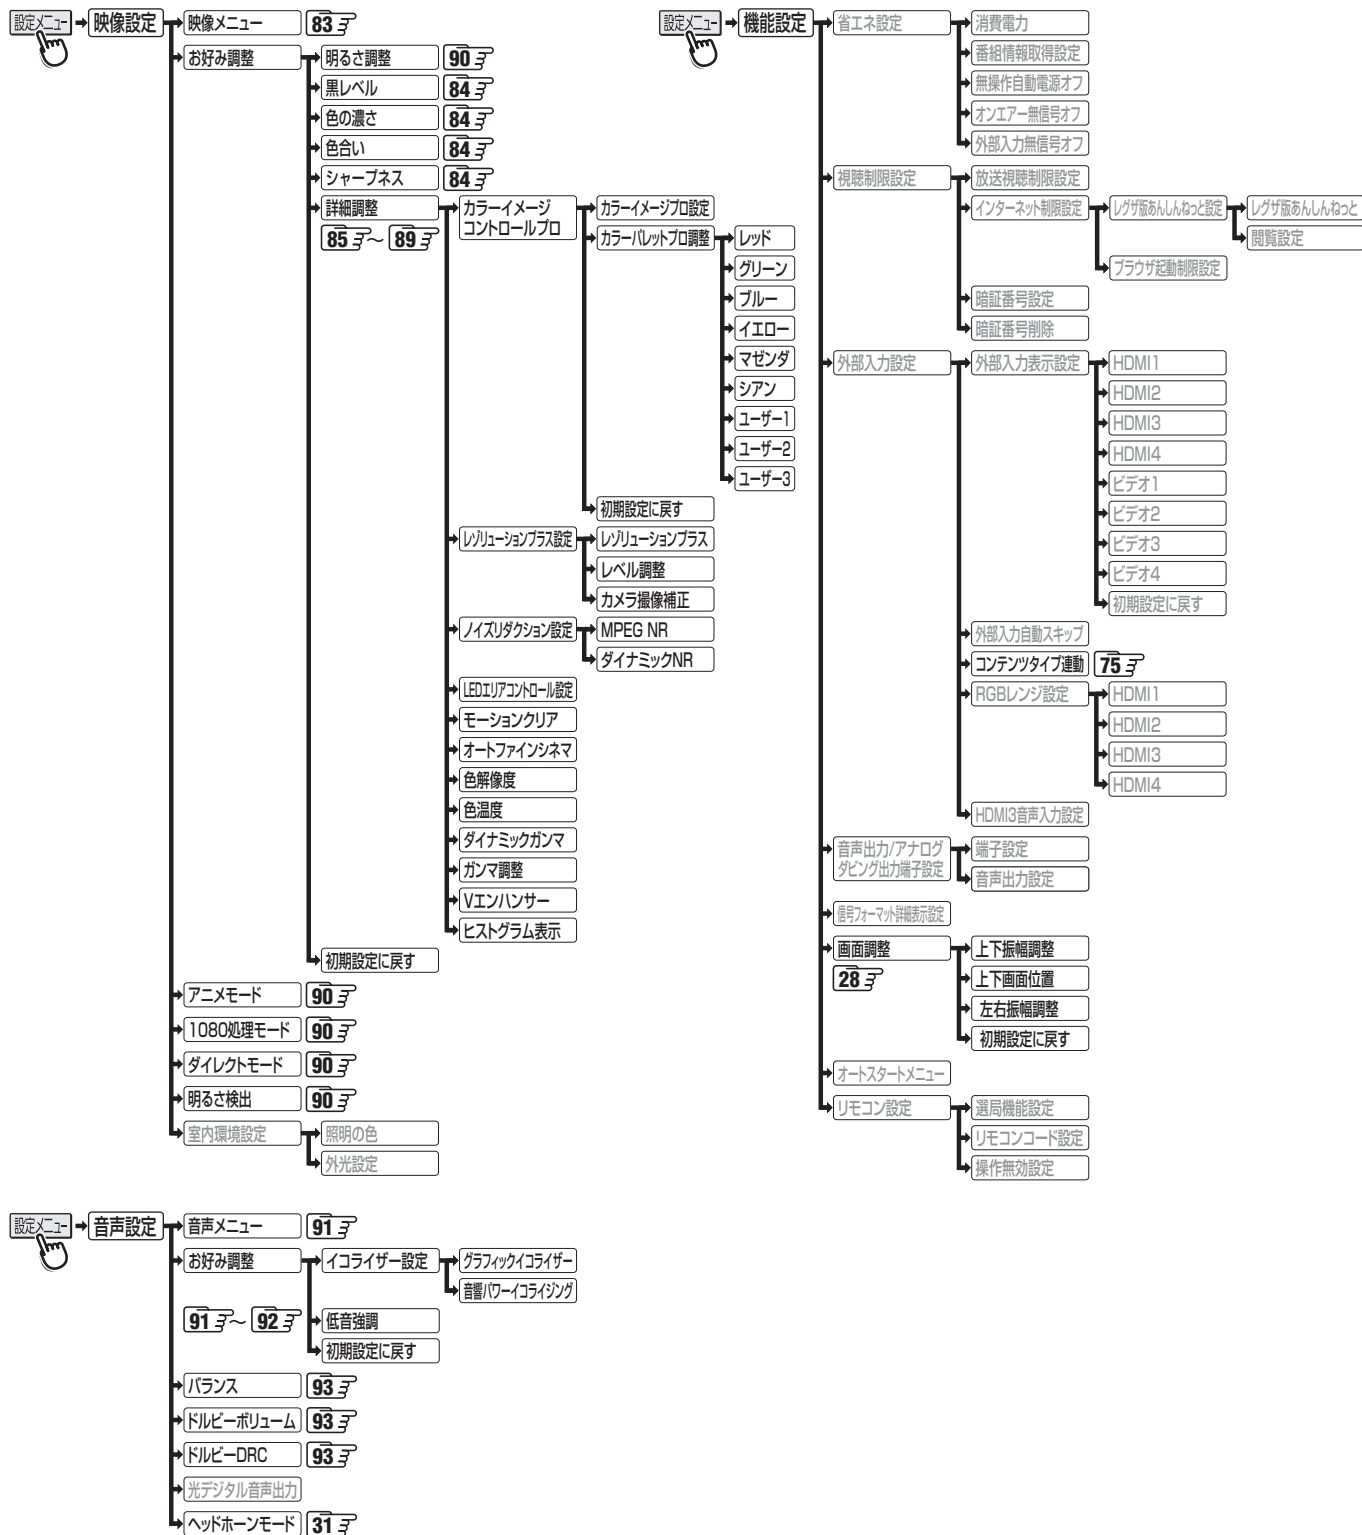 設定メニュー
映像設定
映像メニュー
83
お好み調整
明るさ調整
90
黒レベル
84
色の濃さ
84
色合い
84
シャープネス
84
詳細調整
85 ～ 89
カラーイメージ
コントロールプロ
カラーイメージプロ設定
カラーパレットプロ調整
レッド
グリーン
ブルー
イエロー
マゼンダ
シアン
ユーザー1
ユーザー2
ユーザー3
初期設定に戻す
レゾリューションプラス設定
レゾリューションプラス
レベル調整
カメラ撮像補正
ノイズリダクション設定
MPEG NR
ダイナミックNR
LEDエリアコントロール設定
モーションクリア
オートファインシネマ
色解像度
色温度
ダイナミックガンマ
ガンマ調整
Vエンハンサー
ヒストグラム表示
初期設定に戻す
アニメモード
90
1080処理モード
90
ダイレクトモード
90
明るさ検出
90
室内環境設定
照明の色
外光設定
設定メニュー
音声設定
音声メニュー
91
お好み調整
91 ～ 92
イコライザー設定
グラフィックイコライザー
音響パワーイコライジング
低音強調
初期設定に戻す
バランス
93
ドルビーボリューム
93
ドルビーDRC
93
光デジタル音声出力
ヘッドホーンモード
31
設定メニュー
機能設定
省エネ設定
消費電力
番組情報取得設定
無操作自動電源オフ
オンエアー無信号オフ
外部入力無信号オフ
視聴制限設定
放送視聴制限設定
インターネット制限設定
レグザ版あんしんねっと設定
レグザ版あんしんねっと
閲覧設定
ブラウザ起動制限設定
暗証番号設定
暗証番号削除
外部入力設定
外部入力表示設定
HDMI1
HDMI2
HDMI3
HDMI4
ビデオ1
ビデオ2
ビデオ3
ビデオ4
初期設定に戻す
外部入力自動スキップ
コンテンツタイプ連動
75
RGBレンジ設定
HDMI1
HDMI2
HDMI3
HDMI4
HDMI3音声入力設定
音声出力/アナログ
ダビング出力端子設定
端子設定
音声出力設定
信号フォーマット詳細表示設定
画面調整
28
上下振幅調整
上下画面位置
左右振幅調整
初期設定に戻す
オートスタートメニュー
リモコン設定
選局機能設定
リモコンコード設定
操作無効設定